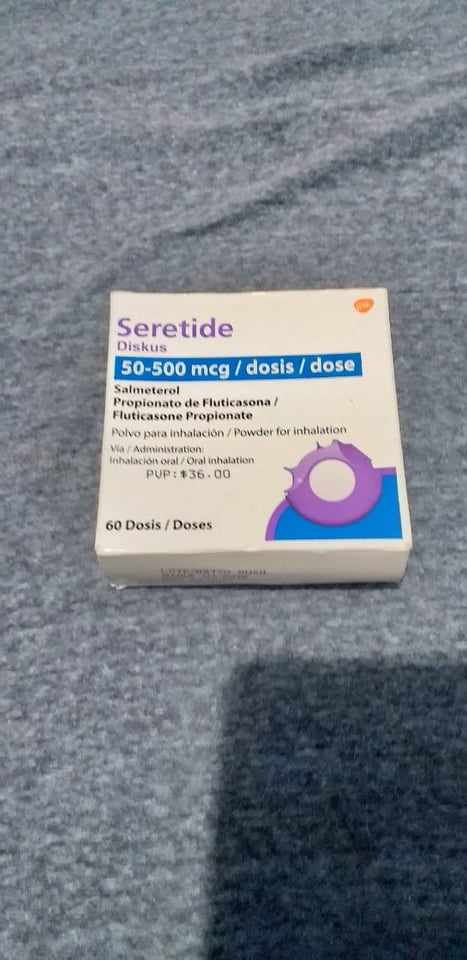 gsk
Seretide
Diskus
50-500 mcg / dosis / dose
Salmeterol
Propionato de Fluticasona /
Fluticasone Propionate
Polvo para inhalación / Powder for inhalation
Vía / Administration:
Inhalación oral / Oral inhalation
PVP: $36.00
60 Dosis / Doses